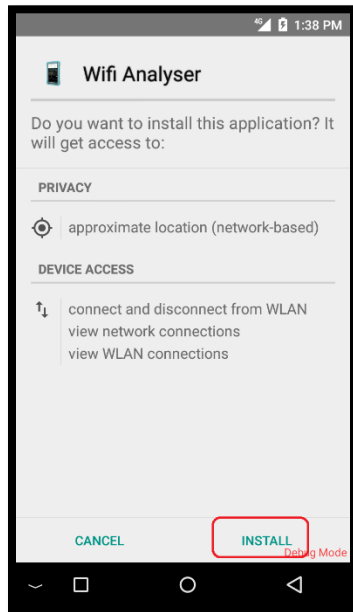 4G 1:38 PM
Wifi Analyser
Do you want to install this application? It
will get access to:
PRIVACY
approximate location (network-based)
DEVICE ACCESS
connect and disconnect from WLAN
view network connections
view WLAN connections
CANCEL INSTALL
Debug Mode